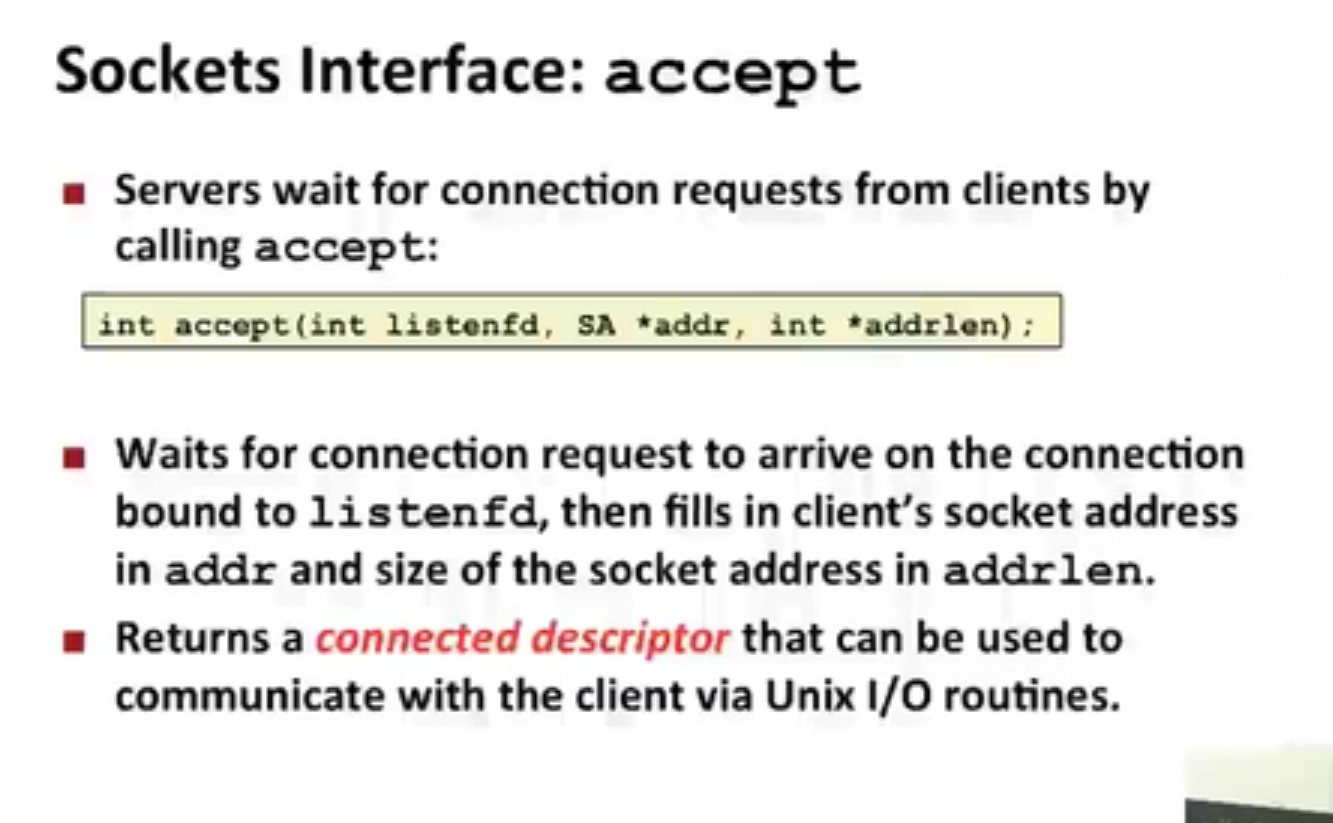 Sockets Interface: accept
Servers wait for connection requests from clients by
calling accept:
int accept(int listenfd, SA *addr, int *addrlen);
Waits for connection request to arrive on the connection
bound to listenfd, then fills in client’s socket address
in addr and size of the socket address in addrlen.
Returns a connected descriptor that can be used to
communicate with the client via Unix I/O routines.